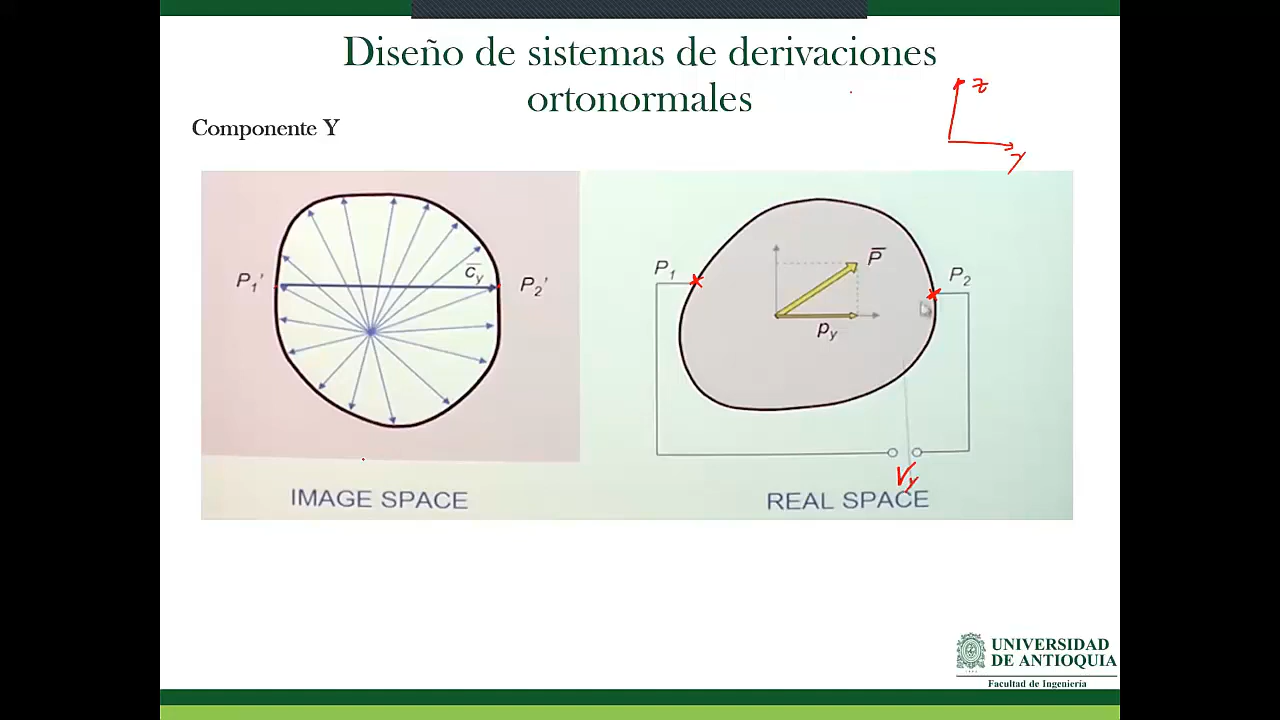 Diseño de sistemas de derivaciones
ortonormales
Componente Y
z
y
P₁'
c̅y
P₂'
P₁
P̅
P₂
py
Vy
IMAGE SPACE
REAL SPACE
UNIVERSIDAD
DE ANTIOQUIA
Facultad de Ingeniería